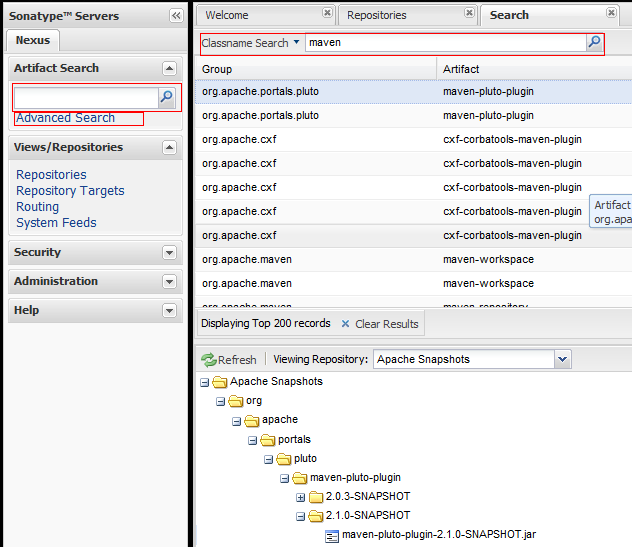 Sonatype™ Servers
Nexus
Artifact Search
Advanced Search
Views/Repositories
Repositories
Repository Targets
Routing
System Feeds
Security
Administration
Help
Welcome
Repositories
Search
Classname Search maven
Group Artifact
org.apache.portals.pluto maven-pluto-plugin
org.apache.portals.pluto maven-pluto-plugin
org.apache.cxf cxf-corbatools-maven-plugin
org.apache.cxf cxf-corbatools-maven-plugin
org.apache.cxf cxf-corbatools-maven-plugin
org.apache.cxf cxf-corbatools-maven-plugin
org.apache.cxf cxf-corbatools-maven-plugin
org.apache.maven maven-workspace
org.apache.maven maven-workspace
org.apache.maven maven-repository
Artifact
org.apa
Displaying Top 200 records Clear Results
Refresh Viewing Repository: Apache Snapshots
Apache Snapshots
org
apache
portals
pluto
maven-pluto-plugin
2.0.3-SNAPSHOT
2.1.0-SNAPSHOT
maven-pluto-plugin-2.1.0-SNAPSHOT.jar